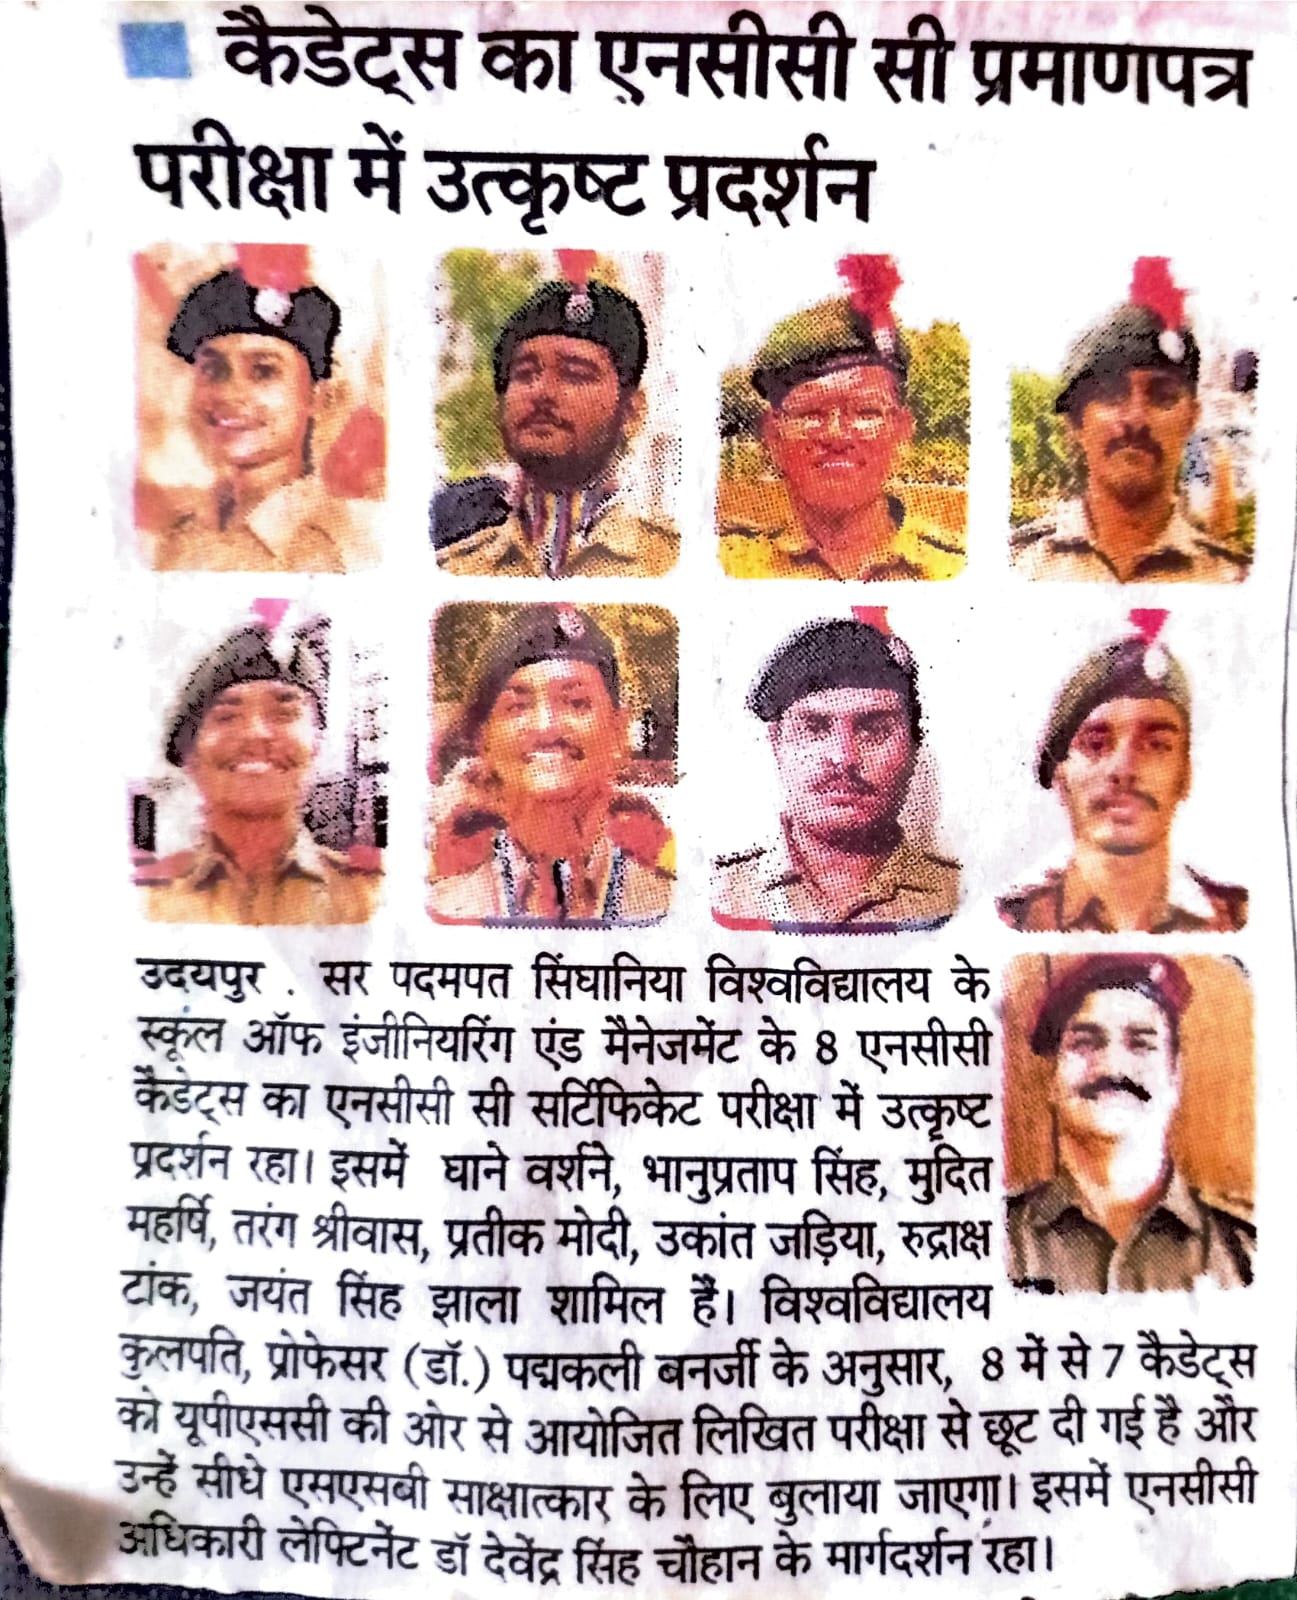 कैडेट्स का एनसीसी सी प्रमाणपत्र
परीक्षा में उत्कृष्ट प्रदर्शन
उदयपुर . सर पदमपत सिंघानिया विश्वविद्यालय के
स्कूल ऑफ इंजीनियरिंग एंड मैनेजमेंट के 8 एनसीसी
कैडेट्स का एनसीसी सी सर्टिफिकेट परीक्षा में उत्कृष्ट
प्रदर्शन रहा। इसमें घाने वर्शने, भानुप्रताप सिंह, मुदित
महर्षि, तरंग श्रीवास, प्रतीक मोदी, उकांत जड़िया, रुद्राक्ष
टांक, जयंत सिंह झाला शामिल है। विश्वविद्यालय
कुलपति, प्रोफेसर (डॉ.) पद्मकली बनर्जी के अनुसार, 8 में से 7 कैडेट्स
को यूपीएससी की ओर से आयोजित लिखित परीक्षा से छूट दी गई है और
उन्हें सीधे एसएसबी साक्षात्कार के लिए बुलाया जाएगा। इसमें एनसीसी
अधिकारी लेफ्टिनेंट डॉ देवेंद्र सिंह चौहान के मार्गदर्शन रहा।